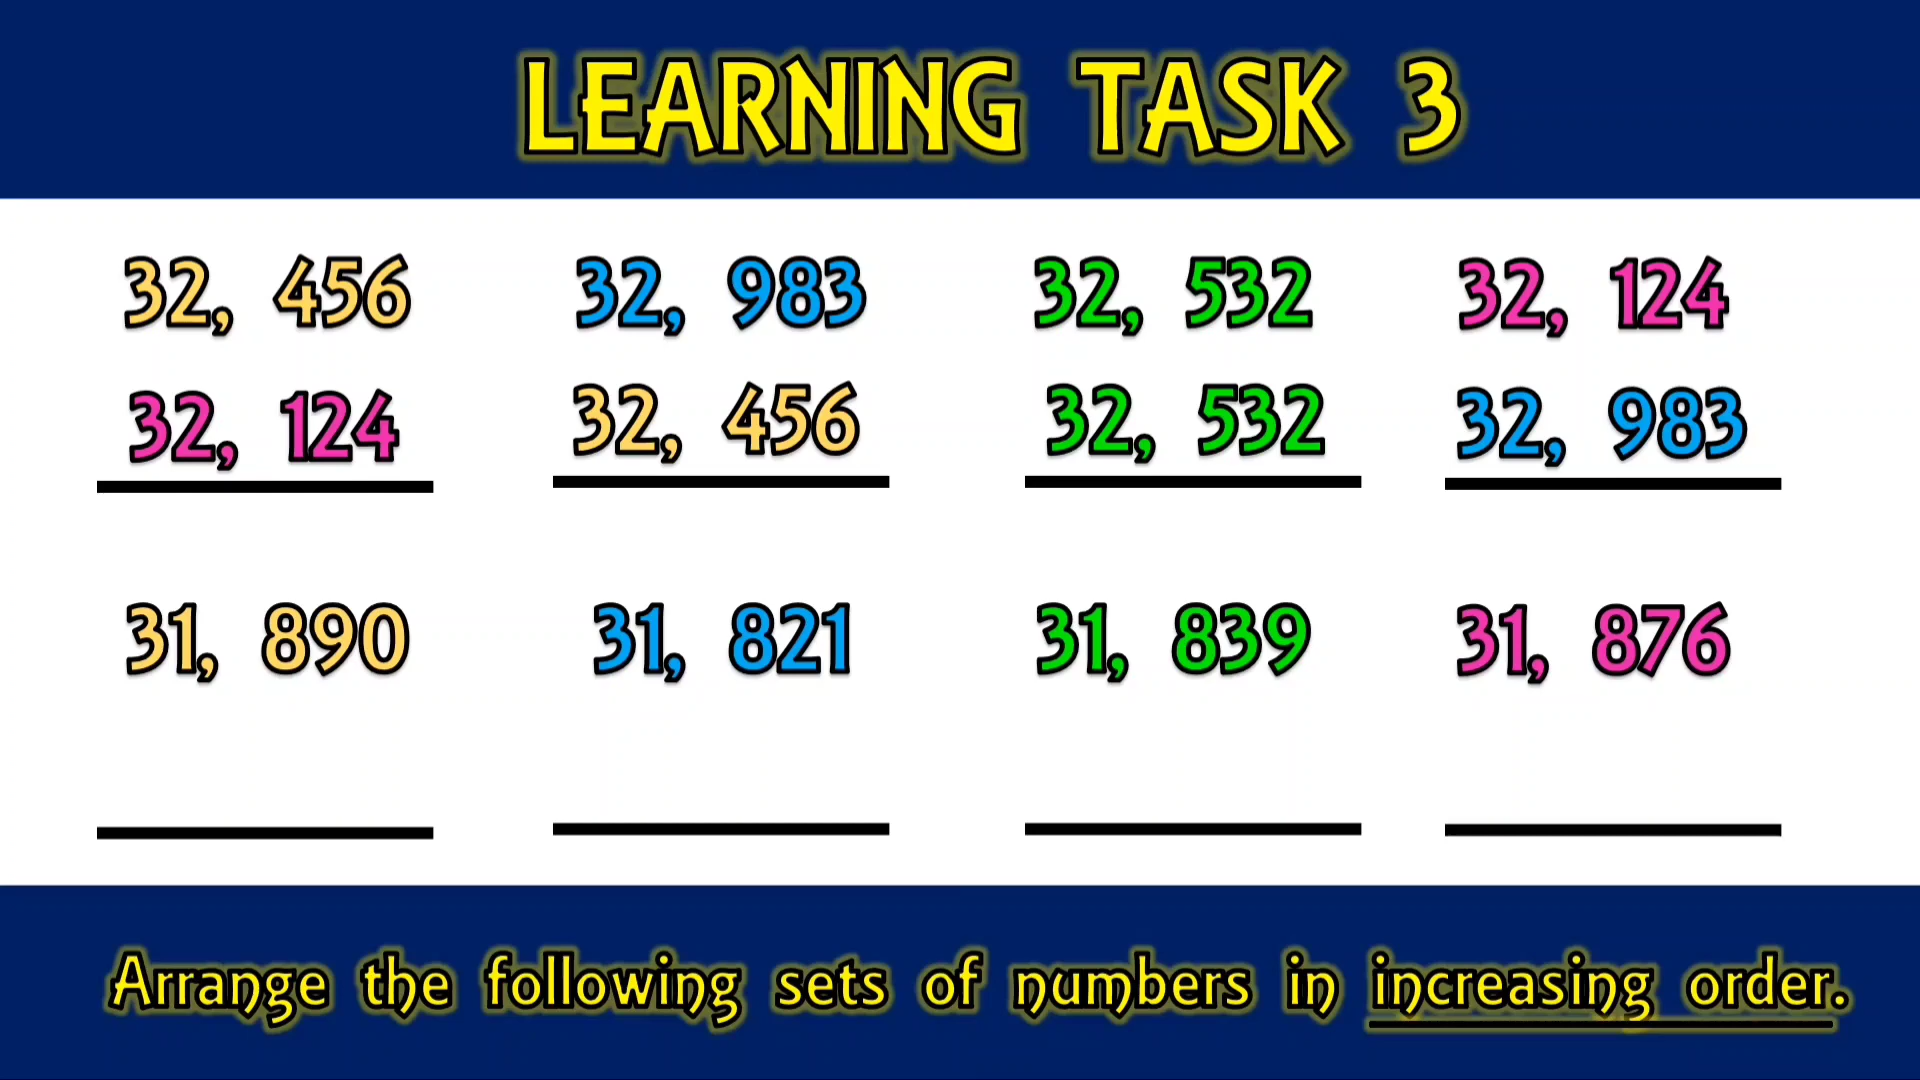 LEARNING TASK 3
32, 456 32, 983 32, 532 32, 124
32, 124 32, 456 32, 532 32, 983
31, 890 31, 821 31, 839 31, 876
Arrange the following sets of numbers in increasing order.